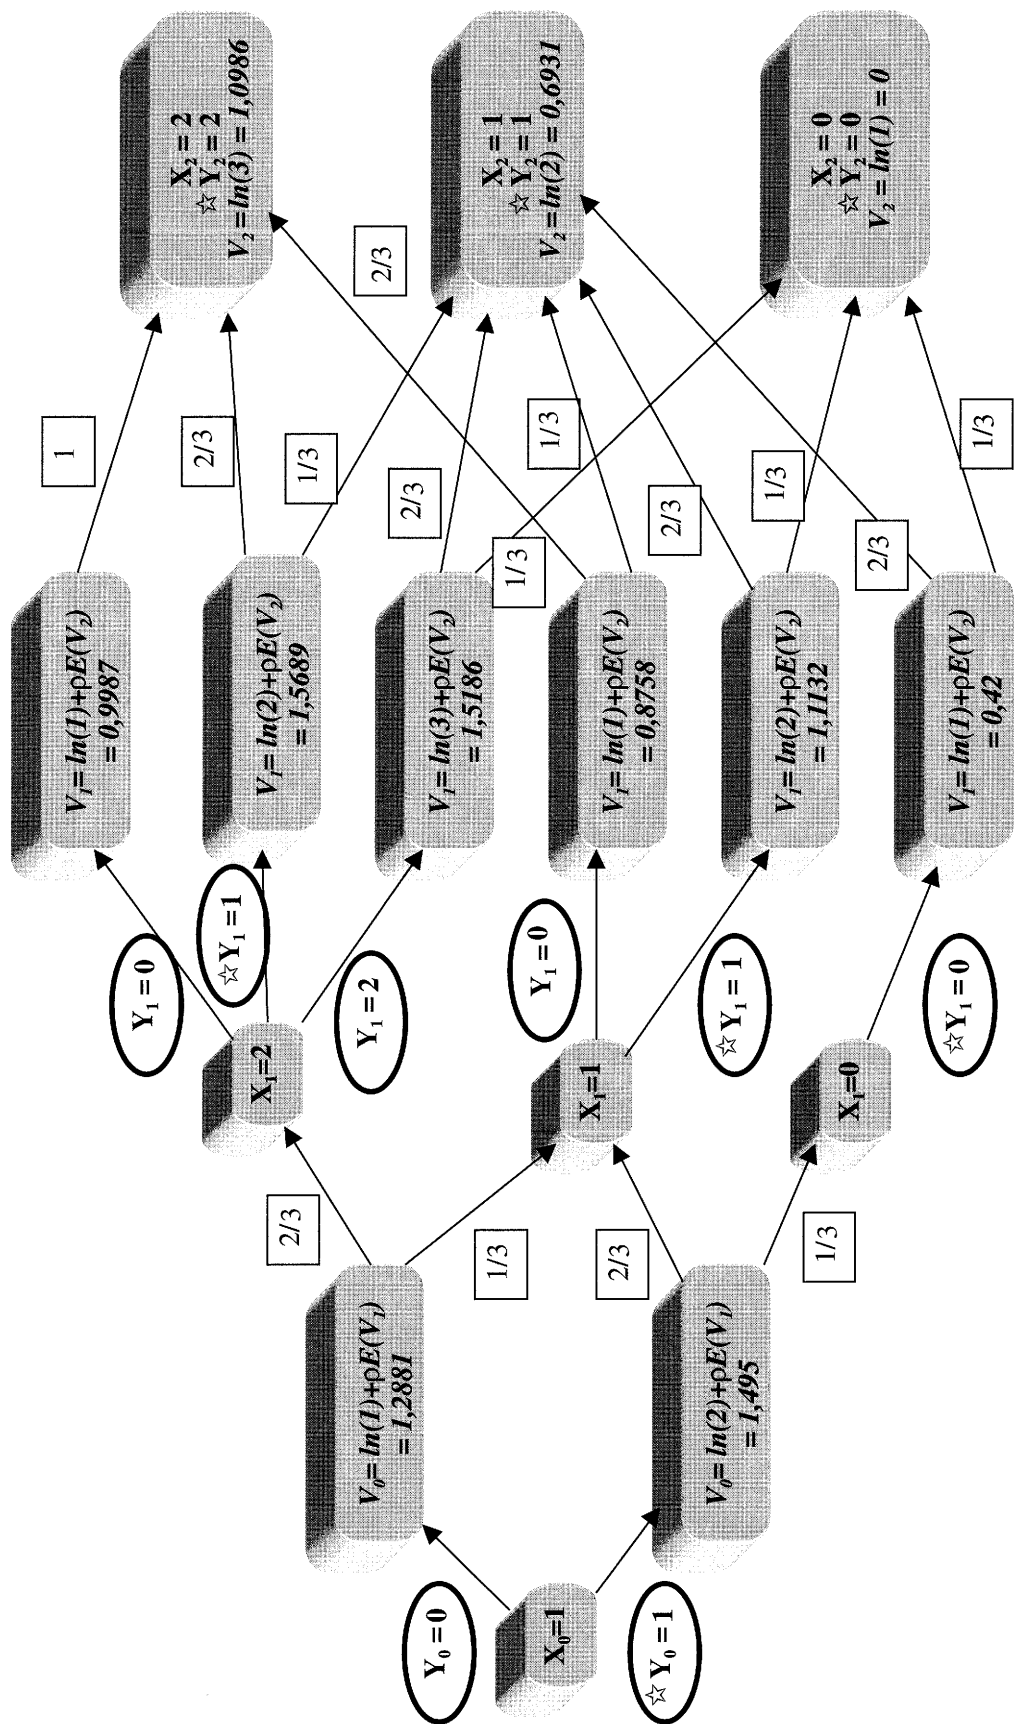 X₀=1
Y₀ = 0
☆ Y₀ = 1
V₀= ln(1)+ρE(V₁)
= 1,2881
V₀= ln(2)+ρE(V₁)
= 1,495
2/3
1/3
2/3
1/3
X₁=2
X₁=1
X₁=0
Y₁ = 0
☆ Y₁ = 1
Y₁ = 2
Y₁ = 0
☆ Y₁ = 1
☆ Y₁ = 0
V₁= ln(1)+ρE(V₂)
= 0,9987
V₁= ln(2)+ρE(V₂)
= 1,5689
V₁= ln(3)+ρE(V₂)
= 1,5186
V₁= ln(1)+ρE(V₂)
= 0,8758
V₁= ln(2)+ρE(V₂)
= 1,1132
V₁= ln(1)+ρE(V₂)
= 0,42
1
2/3
1/3
2/3
1/3
2/3
1/3
2/3
1/3
2/3
1/3
X₂ = 2
☆ Y₂ = 2
V₂ = ln(3) = 1,0986
X₂ = 1
☆ Y₂ = 1
V₂ = ln(2) = 0,6931
X₂ = 0
☆ Y₂ = 0
V₂ = ln(1) = 0